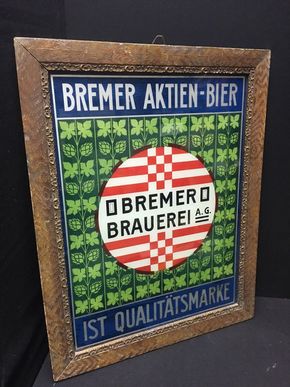 BREMER AKTIEN-BIER
BREMER
BRAUEREI A.G.
IST QUALITÄTSMARKE